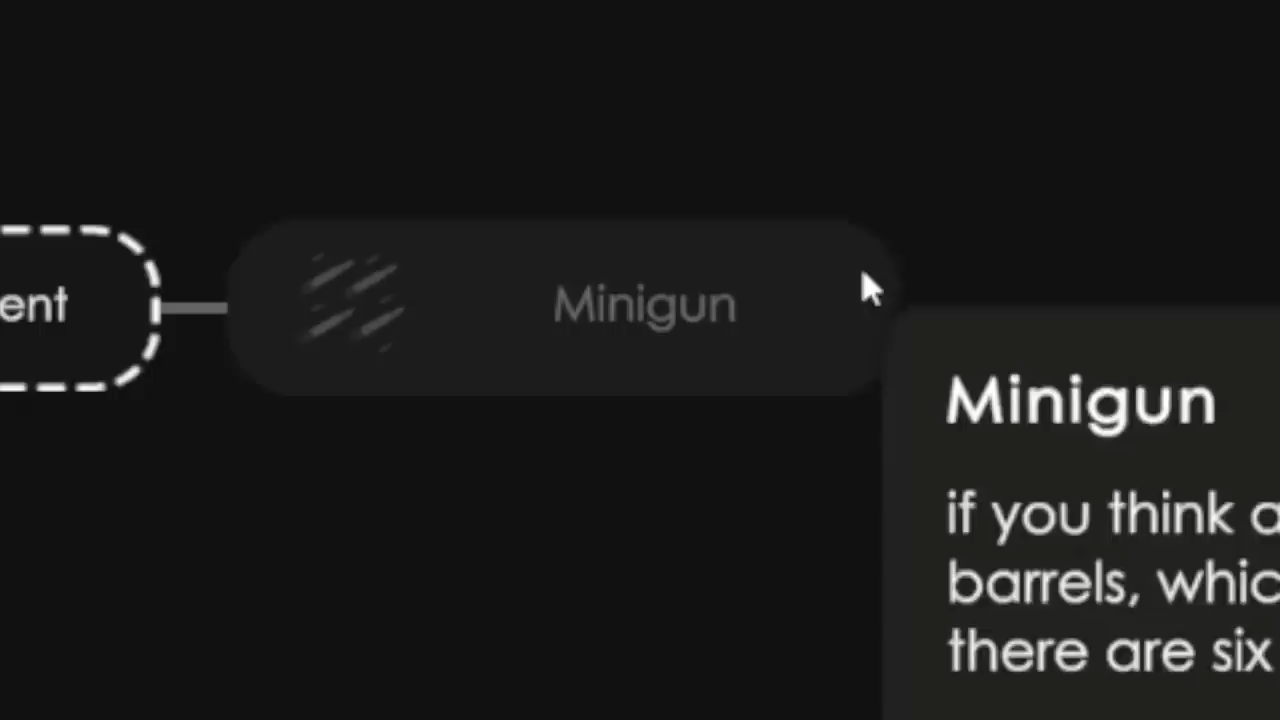 ent
Minigun
Minigun
if you think a
barrels, whic
there are six